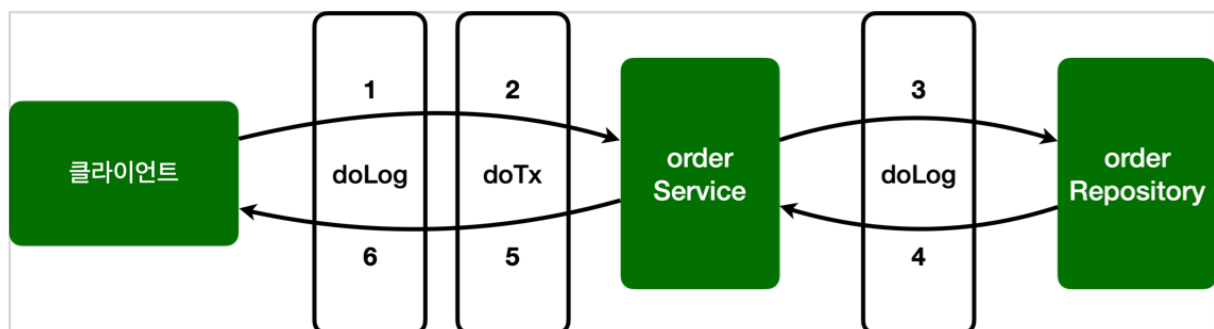 1
2
3
클라이언트
doLog
doTx
order
Service
doLog
order
Repository
6
5
4